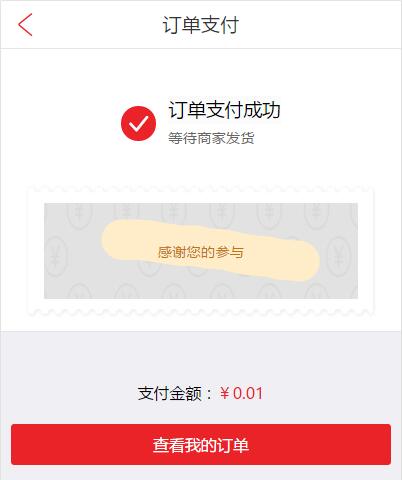 订单支付
订单支付成功
等待商家发货
感谢您的参与
支付金额：￥0.01
查看我的订单